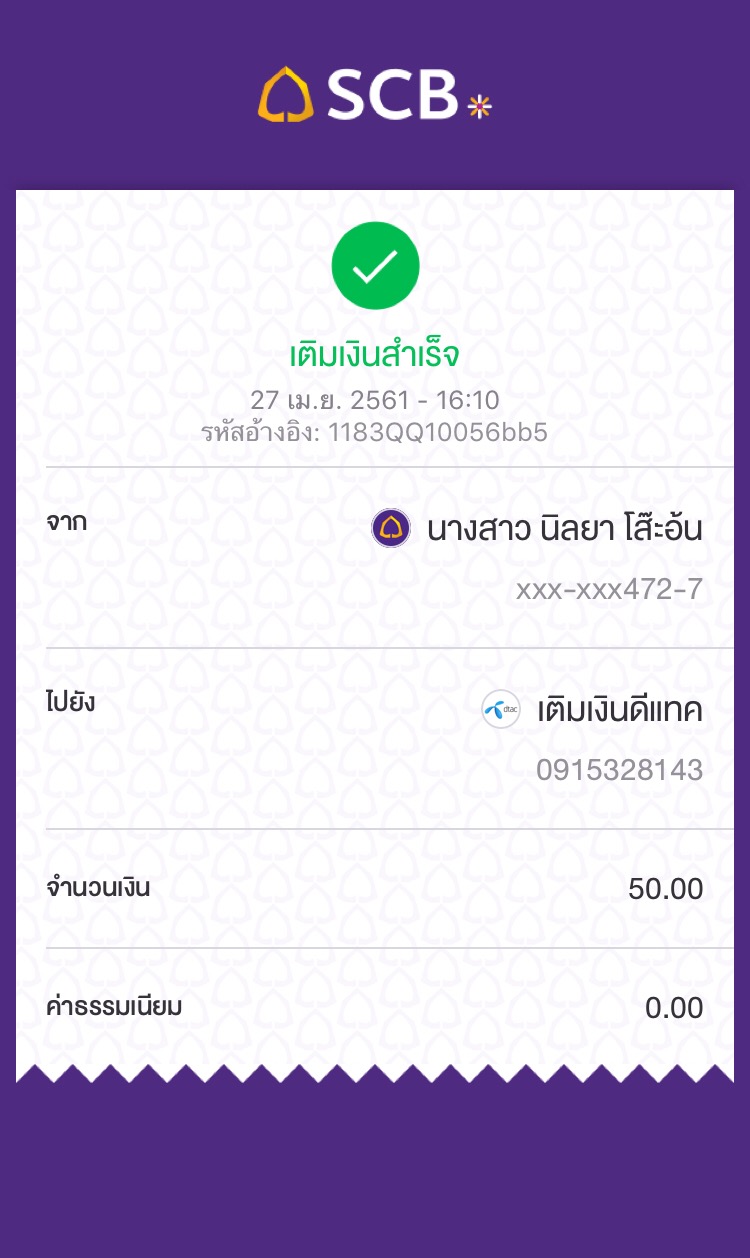 SCB
เติมเงินสำเร็จ
27 เม.ย. 2561 - 16:10
รหัสอ้างอิง: 1183QQ10056bb5
จาก
นางสาว นิลยา โส๊ะอ้น
xxx-xxx472-7
ไปยัง
dtac เติมเงินดีแทค
0915328143
จำนวนเงิน 50.00
ค่าธรรมเนียม 0.00